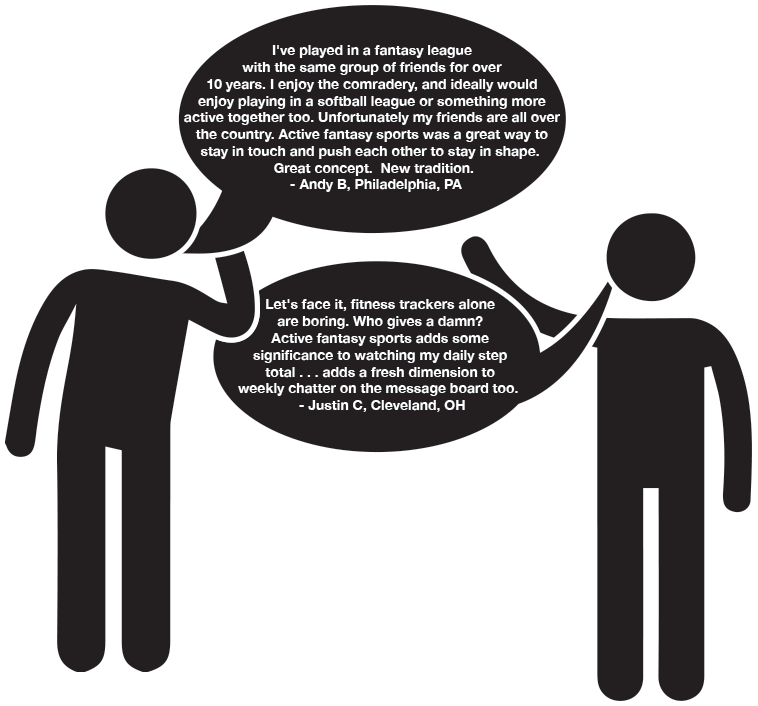 I've played in a fantasy league
with the same group of friends for over
10 years. I enjoy the comradery, and ideally would
enjoy playing in a softball league or something more
active together too. Unfortunately my friends are all over
the country. Active fantasy sports was a great way to
stay in touch and push each other to stay in shape.
Great concept.  New tradition.
- Andy B, Philadelphia, PA
Let's face it, fitness trackers alone
are boring. Who gives a damn?
Active fantasy sports adds some
significance to watching my daily step
total . . . adds a fresh dimension to
weekly chatter on the message board too.
- Justin C, Cleveland, OH